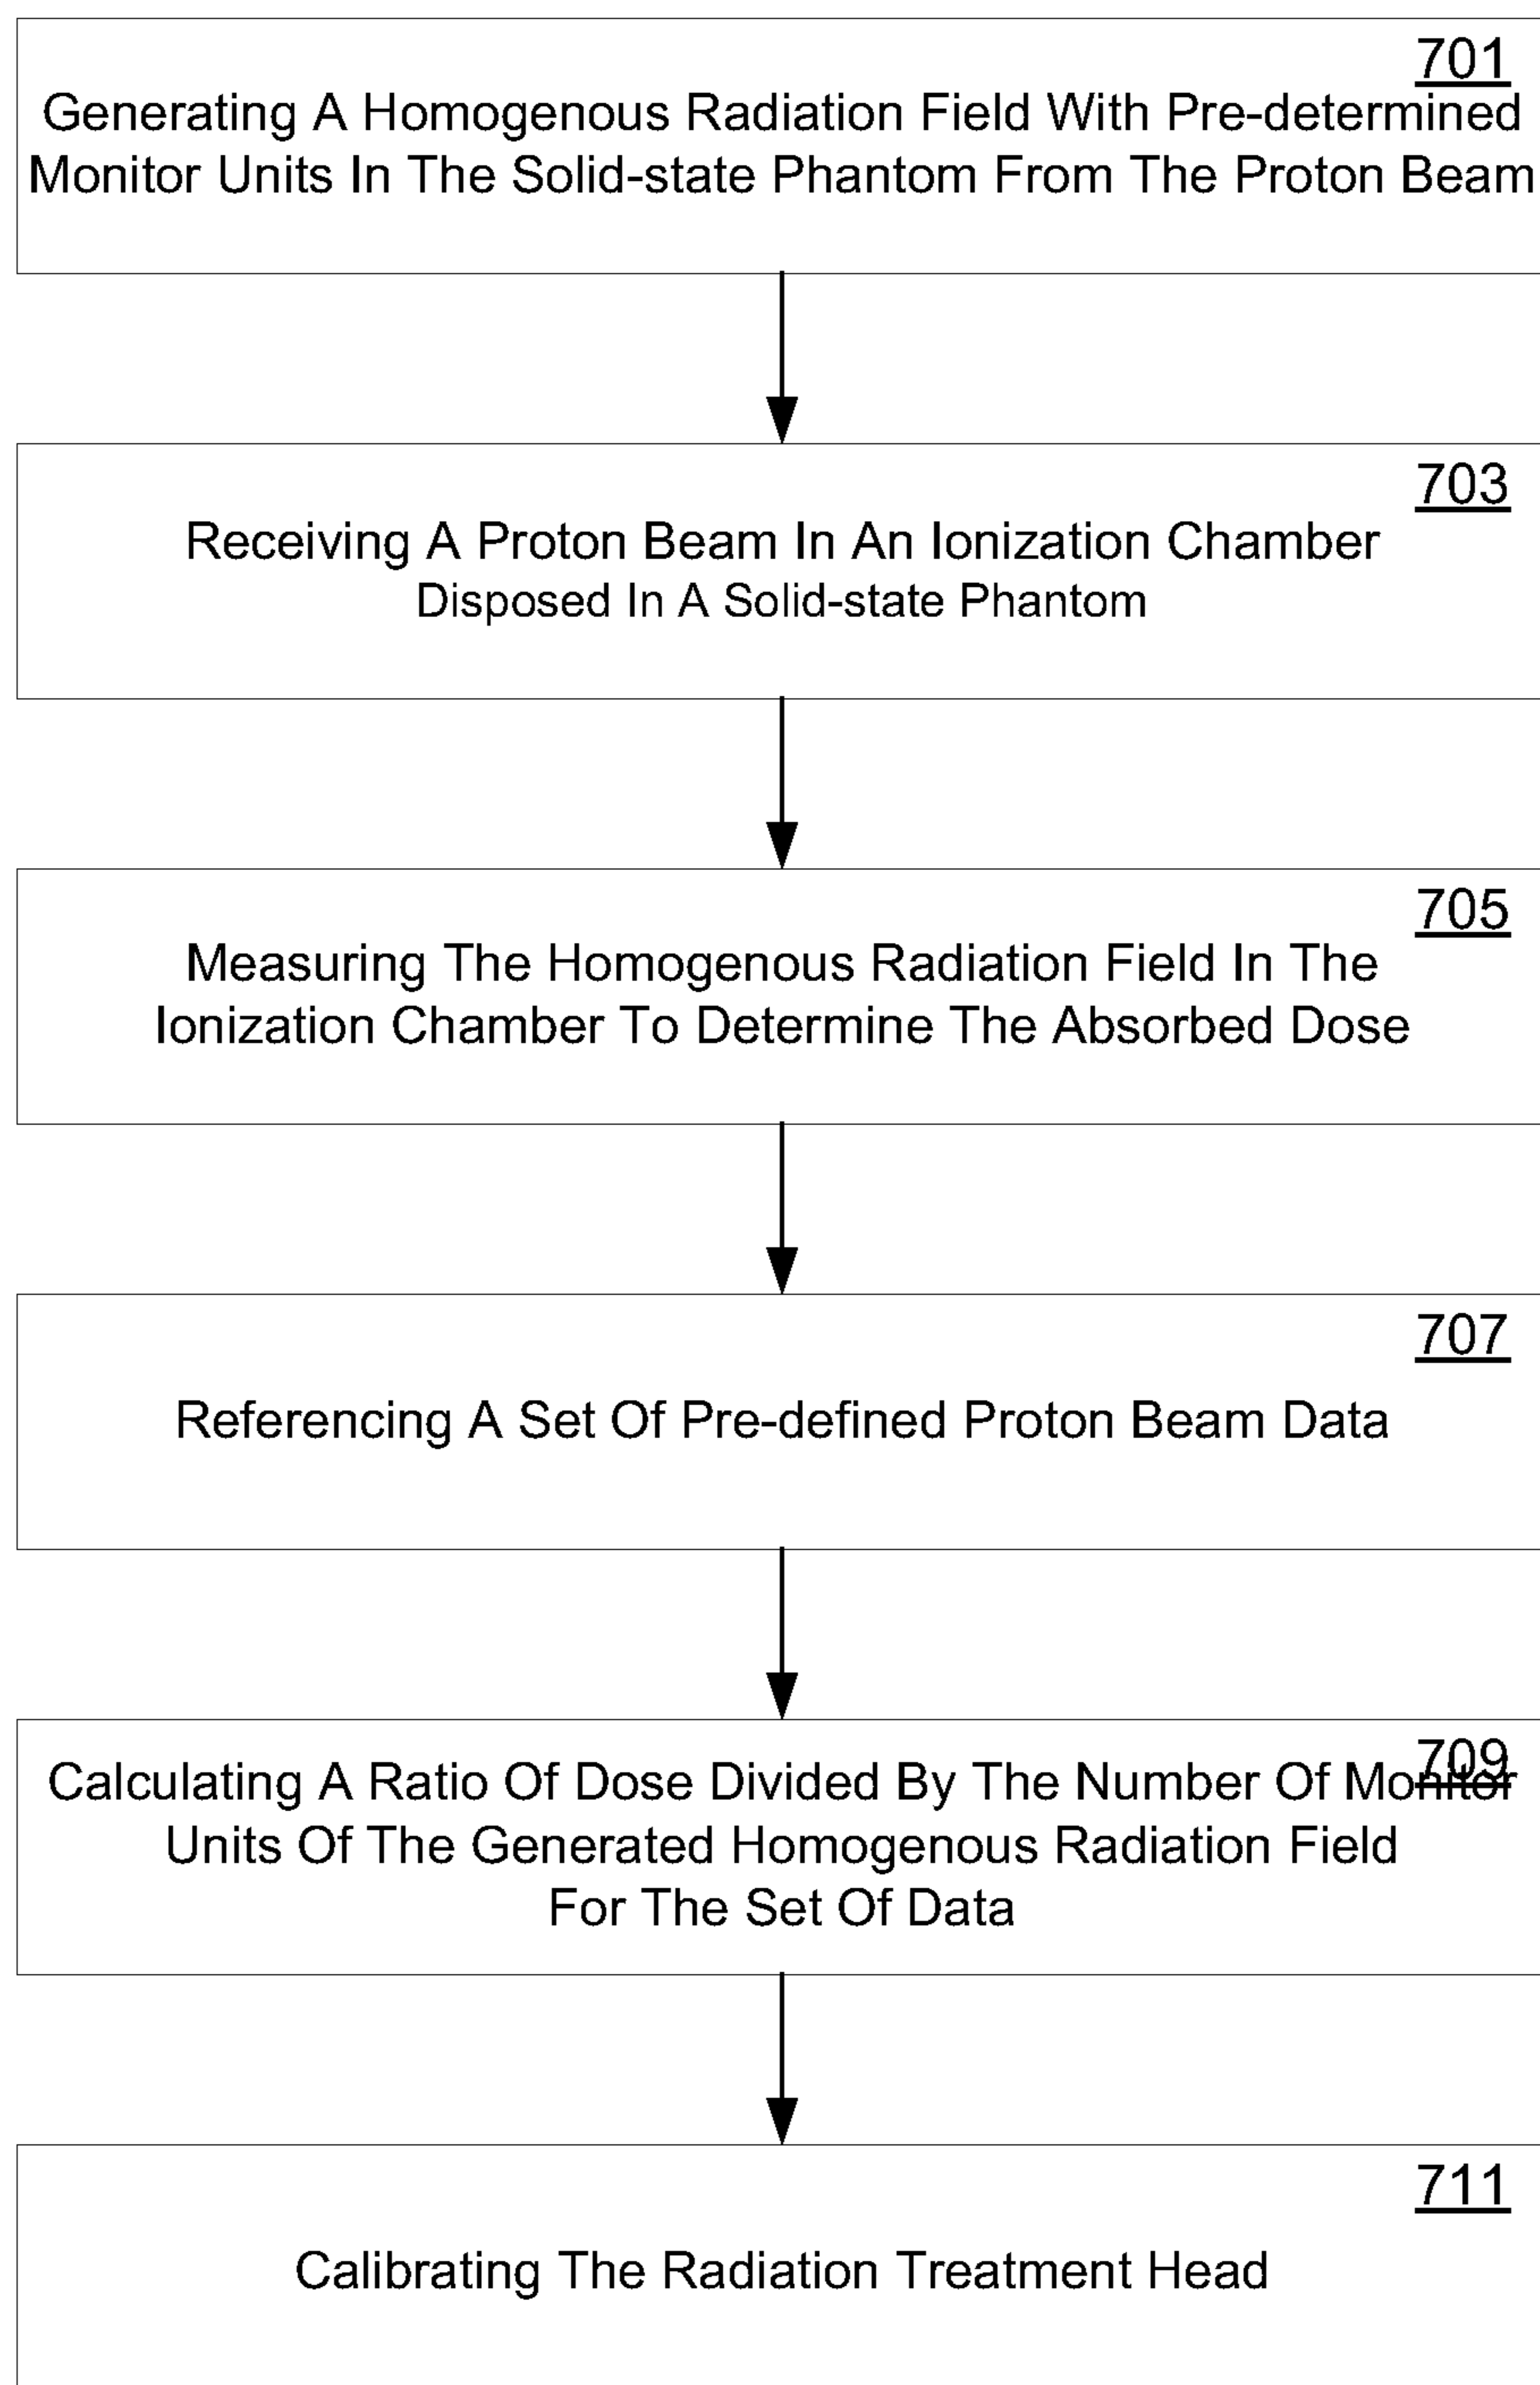 701
Generating A Homogenous Radiation Field With Pre-determined
Monitor Units In The Solid-state Phantom From The Proton Beam
703
Receiving A Proton Beam In An Ionization Chamber
Disposed In A Solid-state Phantom
705
Measuring The Homogenous Radiation Field In The
Ionization Chamber To Determine The Absorbed Dose
707
Referencing A Set Of Pre-defined Proton Beam Data
709
Calculating A Ratio Of Dose Divided By The Number Of Monitor
Units Of The Generated Homogenous Radiation Field
For The Set Of Data
711
Calibrating The Radiation Treatment Head